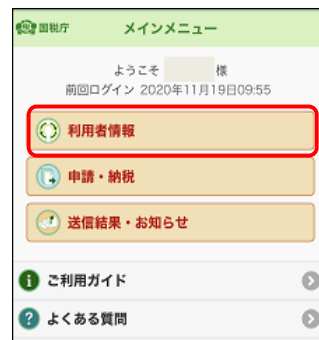 国税庁 メインメニュー
ようこそ 様
前回ログイン 2020年11月19日09:55
利用者情報
申請・納税
送信結果・お知らせ
ご利用ガイド
よくある質問